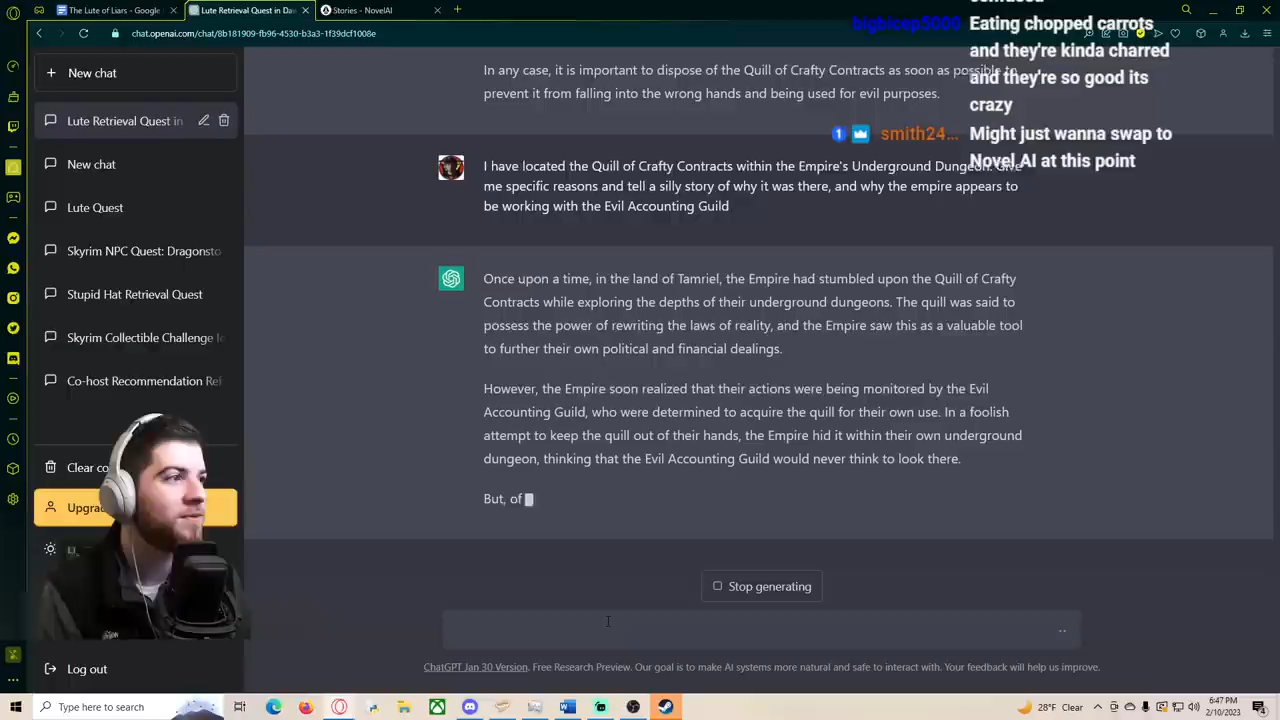 The Lute of Liars - Google
Lute Retrieval Quest in Daw
Stories - NovelAI
chat.openai.com/chat/8b181909-fb96-4530-b3a3-1f39dcf1008e
bigbicep5000 Eating chopped carrots
and they're kinda charred
and they're so good its
crazy
1 smith24... Might just wanna swap to
Novel AI at this point
New chat
Lute Retrieval Quest in
New chat
Lute Quest
Skyrim NPC Quest: Dragonsto
Stupid Hat Retrieval Quest
Skyrim Collectible Challenge
Co-host Recommendation Ref
Clear co
Upgra
Log out
In any case, it is important to dispose of the Quill of Crafty Contracts as soon as possible to
prevent it from falling into the wrong hands and being used for evil purposes.
I have located the Quill of Crafty Contracts within the Empire's Underground Dungeon. Give
me specific reasons and tell a silly story of why it was there, and why the empire appears to
be working with the Evil Accounting Guild
Once upon a time, in the land of Tamriel, the Empire had stumbled upon the Quill of Crafty
Contracts while exploring the depths of their underground dungeons. The quill was said to
possess the power of rewriting the laws of reality, and the Empire saw this as a valuable tool
to further their own political and financial dealings.
However, the Empire soon realized that their actions were being monitored by the Evil
Accounting Guild, who were determined to acquire the quill for their own use. In a foolish
attempt to keep the quill out of their hands, the Empire hid it within their own underground
dungeon, thinking that the Evil Accounting Guild would never think to look there.
But, of
Stop generating
ChatGPT Jan 30 Version. Free Research Preview. Our goal is to make AI systems more natural and safe to interact with. Your feedback will help us improve.
Type here to search
28°F Clear
6:47 PM
2/10/2023